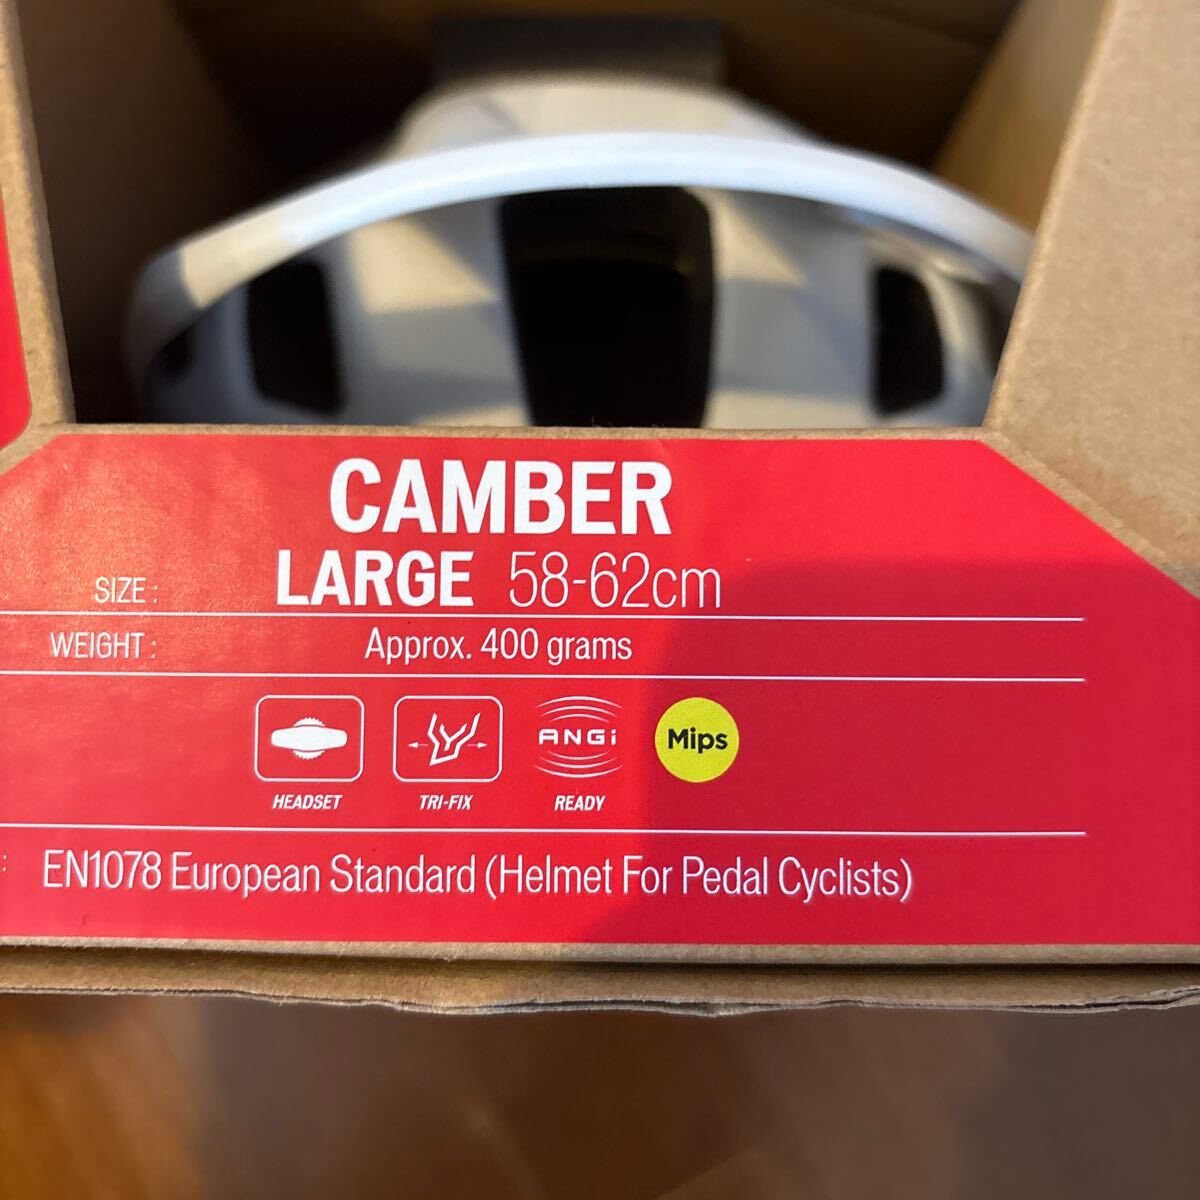 CAMBER
SIZE : LARGE 58-62cm
WEIGHT : Approx. 400 grams
ANGi Mips
HEADSET TRI-FIX READY
: EN1078 European Standard (Helmet For Pedal Cyclists)